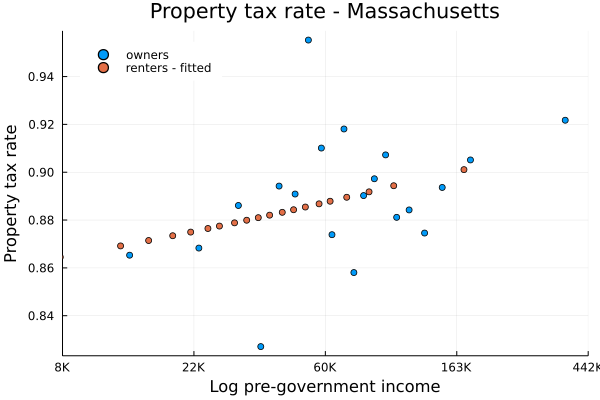 Property tax rate - Massachusetts
owners
renters - fitted
Property tax rate
0.94
0.92
0.90
0.88
0.86
0.84
8K 22K 60K 163K 442K
Log pre-government income